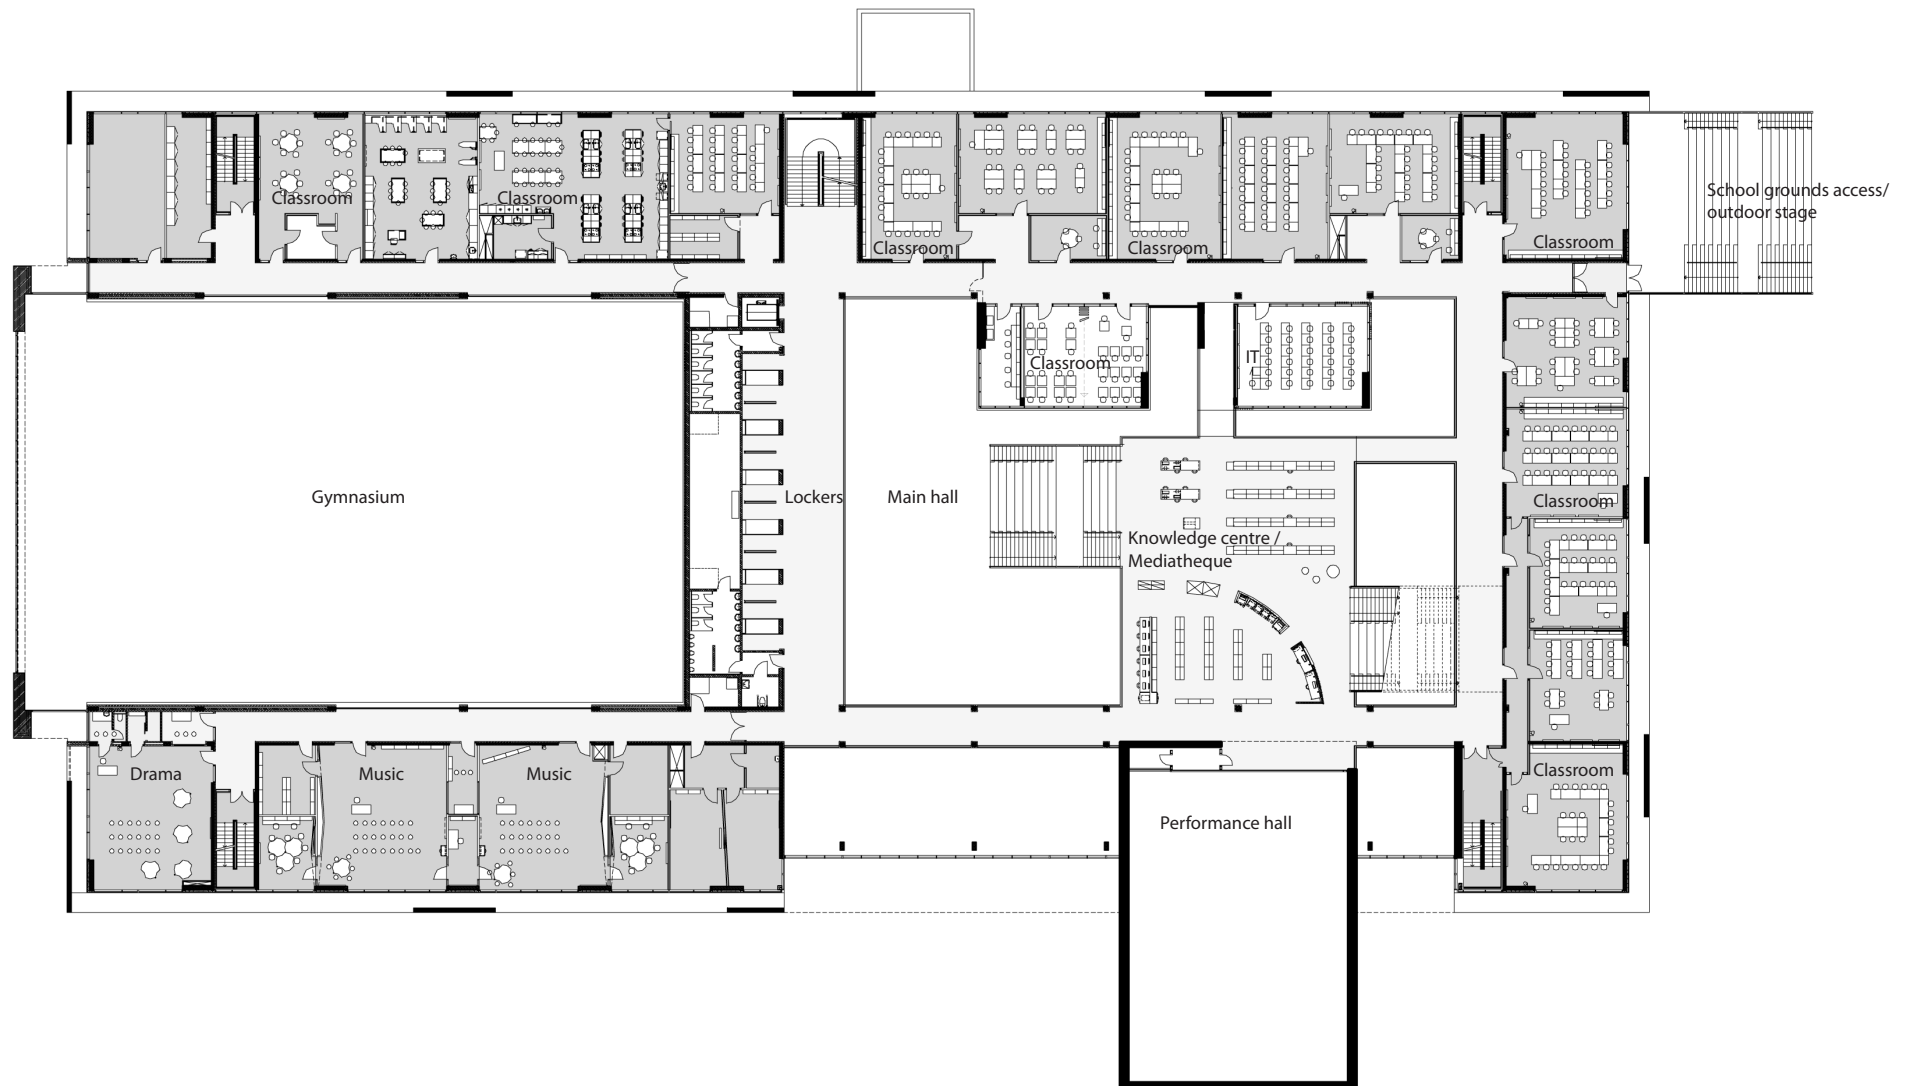 Classroom
Classroom
School grounds access/
outdoor stage
Classroom
Classroom
Classroom
IT
Classroom
Gymnasium
Lockers
Main hall
Classroom
Knowledge centre /
Mediatheque
Drama
Music
Music
Classroom
Performance hall